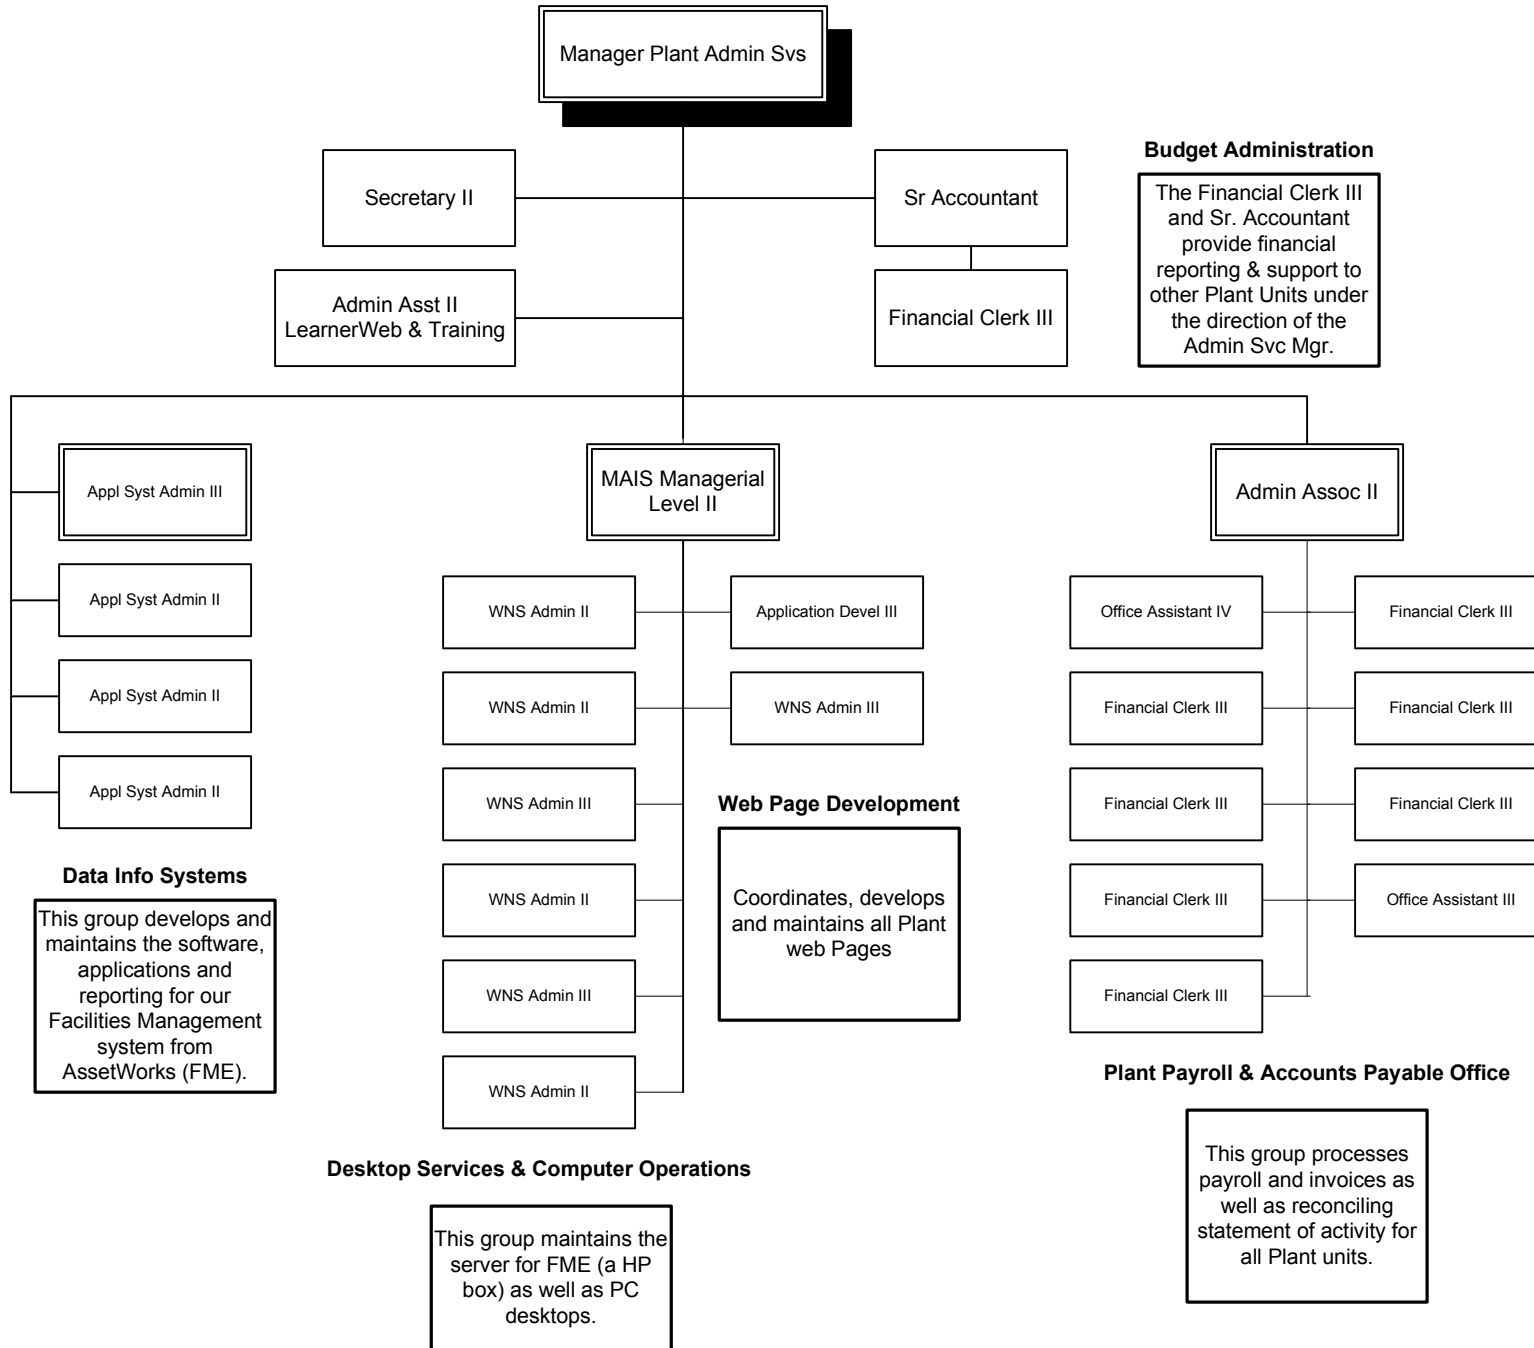 Manager Plant Admin Svs
Secretary II
Sr Accountant
Budget Administration
The Financial Clerk III
and Sr. Accountant
provide financial
reporting & support to
other Plant Units under
the direction of the
Admin Svc Mgr.
Admin Asst II
LearnerWeb & Training
Financial Clerk III
Appl Syst Admin III
Appl Syst Admin II
Appl Syst Admin II
Appl Syst Admin II
Data Info Systems
This group develops and
maintains the software,
applications and
reporting for our
Facilities Management
system from
AssetWorks (FME).
MAIS Managerial
Level II
WNS Admin II
Application Devel III
WNS Admin II
WNS Admin III
WNS Admin III
WNS Admin II
WNS Admin III
WNS Admin II
Web Page Development
Coordinates, develops
and maintains all Plant
web Pages
Desktop Services & Computer Operations
This group maintains the
server for FME (a HP
box) as well as PC
desktops.
Admin Assoc II
Office Assistant IV
Financial Clerk III
Financial Clerk III
Financial Clerk III
Financial Clerk III
Financial Clerk III
Financial Clerk III
Office Assistant III
Financial Clerk III
Plant Payroll & Accounts Payable Office
This group processes
payroll and invoices as
well as reconciling
statement of activity for
all Plant units.